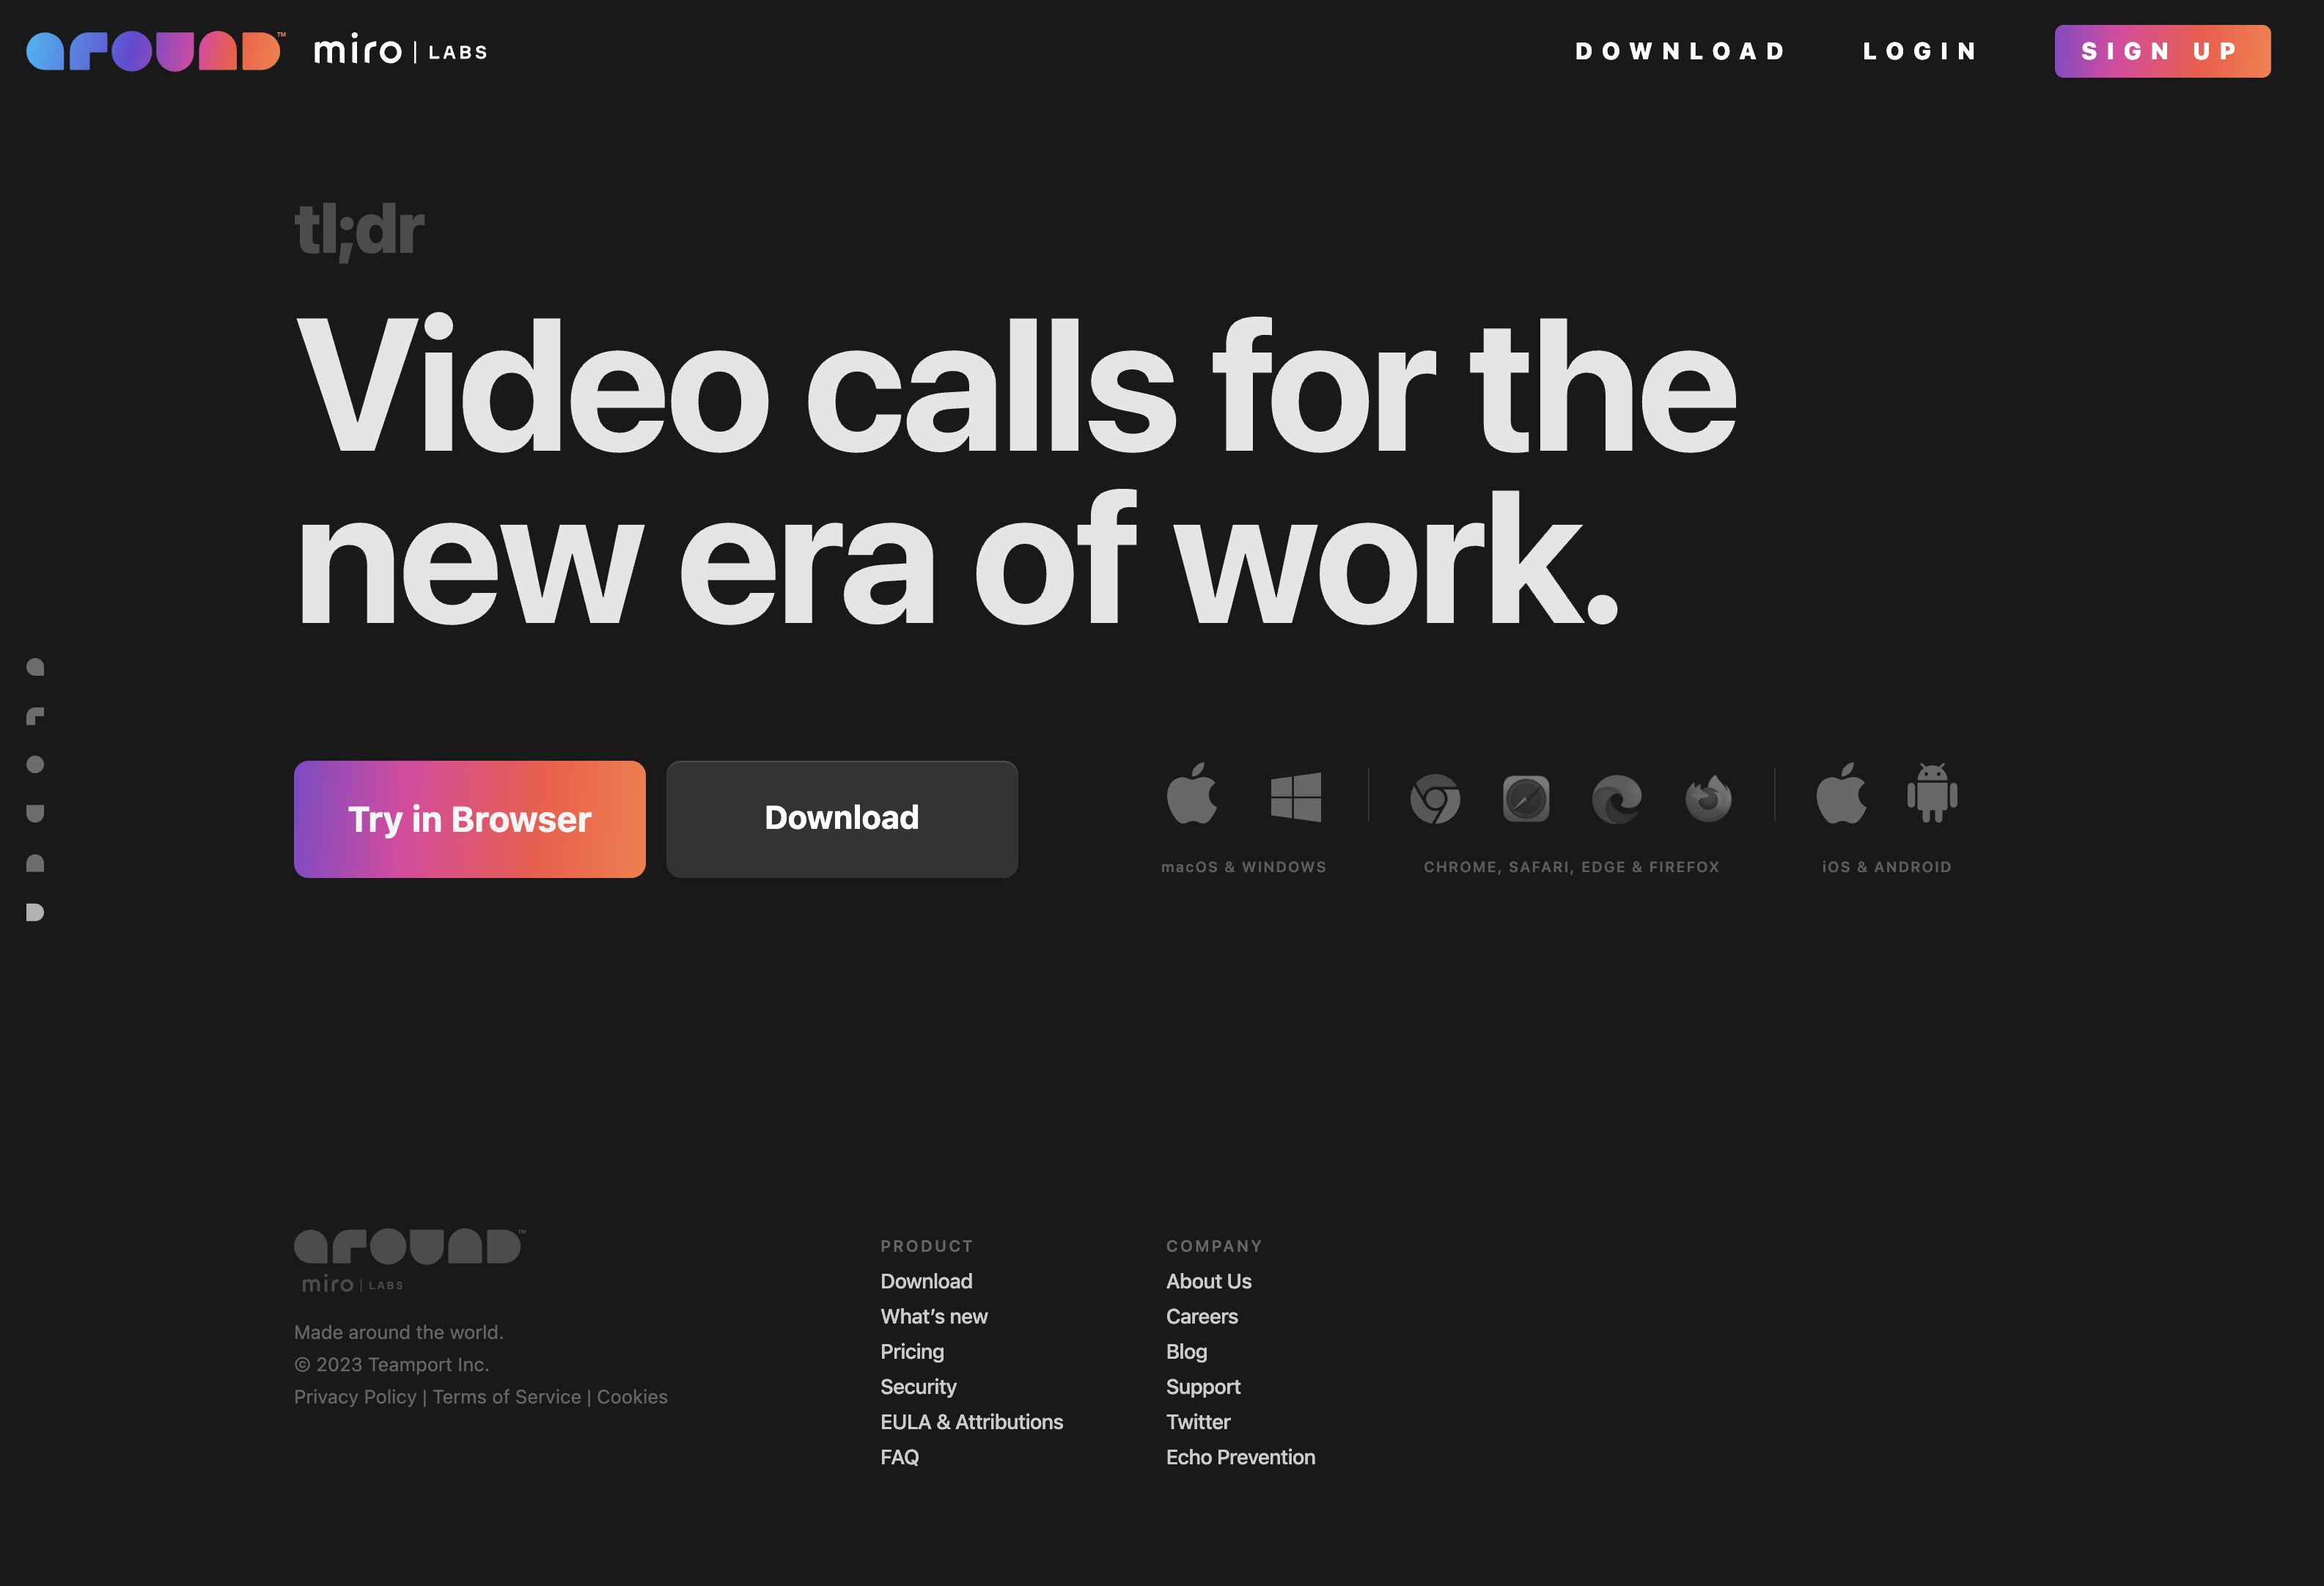 around™ miro | LABS
DOWNLOAD LOGIN SIGN UP
tl;dr
Video calls for the
new era of work.
a
r
o
u
n
d
Try in Browser
Download
macOS & WINDOWS
CHROME, SAFARI, EDGE & FIREFOX
iOS & ANDROID
around™
miro | LABS
Made around the world.
© 2023 Teamport Inc.
Privacy Policy | Terms of Service | Cookies
PRODUCT
Download
What's new
Pricing
Security
EULA & Attributions
FAQ
COMPANY
About Us
Careers
Blog
Support
Twitter
Echo Prevention